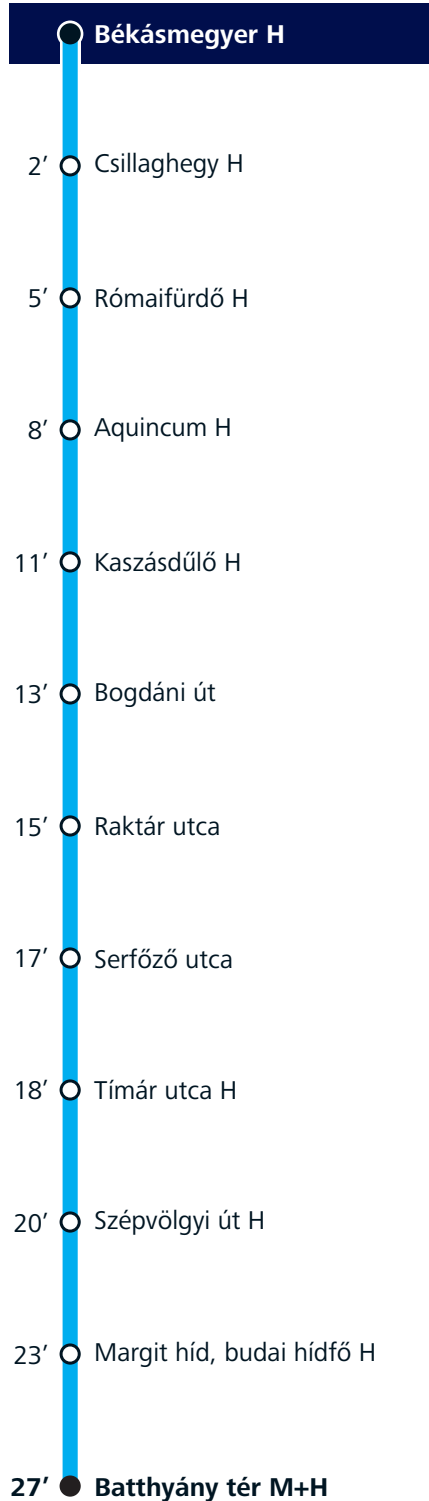 Békásmegyer H
2’ Csillaghegy H
5’ Rómaifürdő H
8’ Aquincum H
11’ Kaszásdűlő H
13’ Bogdáni út
15’ Raktár utca
17’ Serfőző utca
18’ Tímár utca H
20’ Szépvölgyi út H
23’ Margit híd, budai hídfő H
27’ Batthyány tér M+H